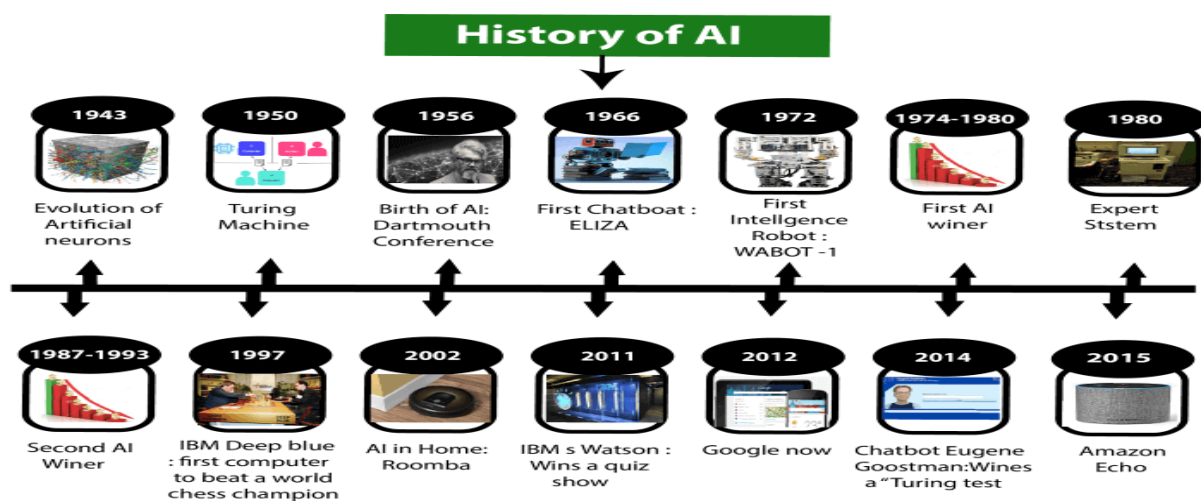 History of AI
1943
1950
1956
1966
1972
1974-1980
1980
Evolution of
Artificial
neurons
Turing
Machine
Birth of AI:
Dartmouth
Conference
First Chatboat :
ELIZA
First
Intellgence
Robot :
WABOT -1
First AI
winer
Expert
Ststem
1987-1993
1997
2002
2011
2012
2014
2015
Second AI
Winer
IBM Deep blue
: first computer
to beat a world
chess champion
AI in Home:
Roomba
IBM s Watson :
Wins a quiz
show
Google now
Chatbot Eugene
Goostman:Wines
a "Turing test
Amazon
Echo